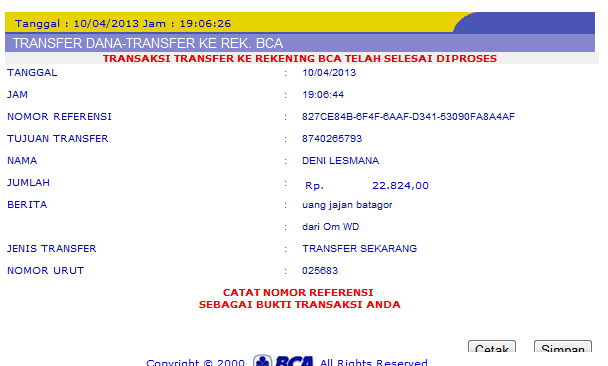 Tanggal : 10/04/2013 Jam : 19:06:26
TRANSFER DANA-TRANSFER KE REK. BCA
TRANSAKSI TRANSFER KE REKENING BCA TELAH SELESAI DIPROSES
TANGGAL : 10/04/2013
JAM : 19:06:44
NOMOR REFERENSI : 827CE84B-6F4F-6AAF-D341-53090FA8A4AF
TUJUAN TRANSFER : 8740265793
NAMA : DENI LESMANA
JUMLAH : Rp. 22.824,00
BERITA : uang jajan batagor
: dari Om WD
JENIS TRANSFER : TRANSFER SEKARANG
NOMOR URUT : 025683
CATAT NOMOR REFERENSI
SEBAGAI BUKTI TRANSAKSI ANDA
Cetak Simpan
Copyright © 2000 BCA All Rights Reserved